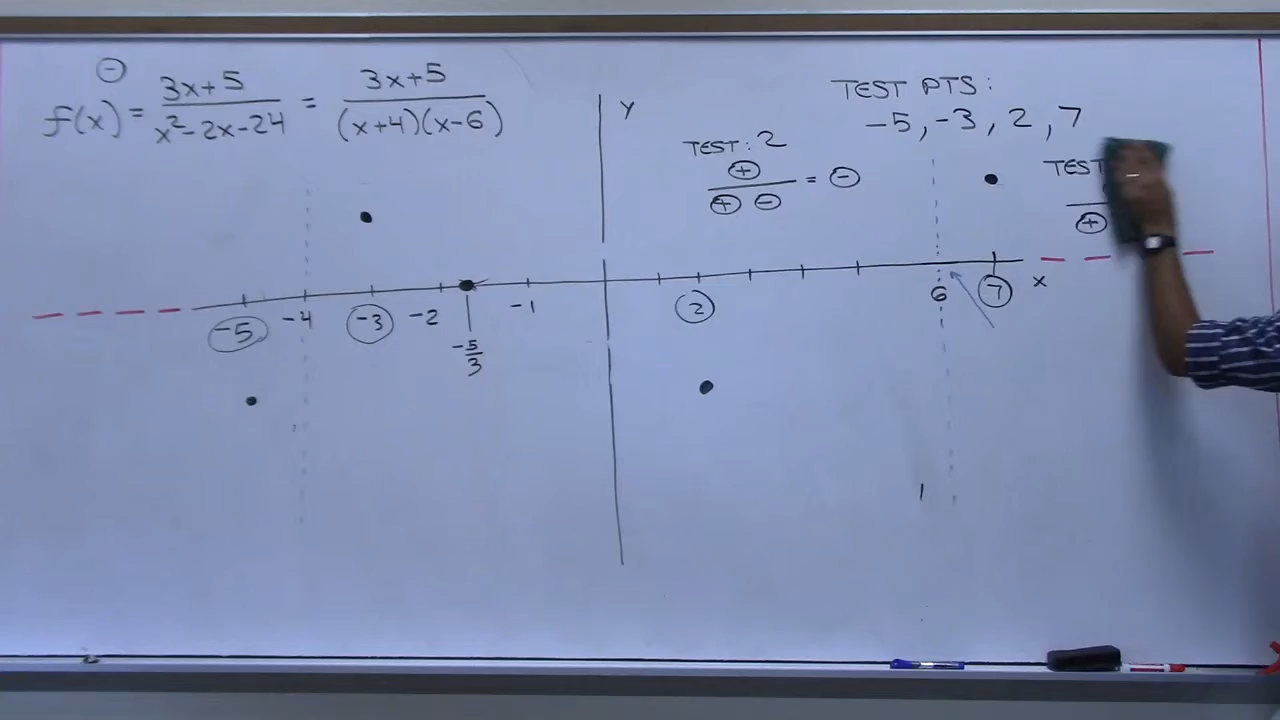 ⊖
f(x) = (3x+5)/(x²-2x-24) = (3x+5)/((x+4)(x-6))
TEST PTS:
-5, -3, 2, 7
TEST: 2
⊕/(⊕ ⊖) = ⊖
TEST
⊕
Y
X
-5 -4 -3 -2 -1 2 6 7
-5/3